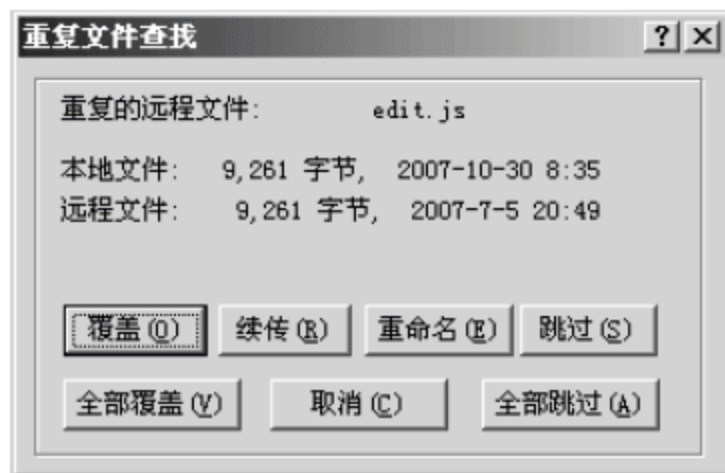 重复文件查找
重复的远程文件: edit.js
本地文件: 9,261 字节, 2007-10-30 8:35
远程文件: 9,261 字节, 2007-7-5 20:49
覆盖(O) 续传(R) 重命名(E) 跳过(S)
全部覆盖(V) 取消(C) 全部跳过(A)